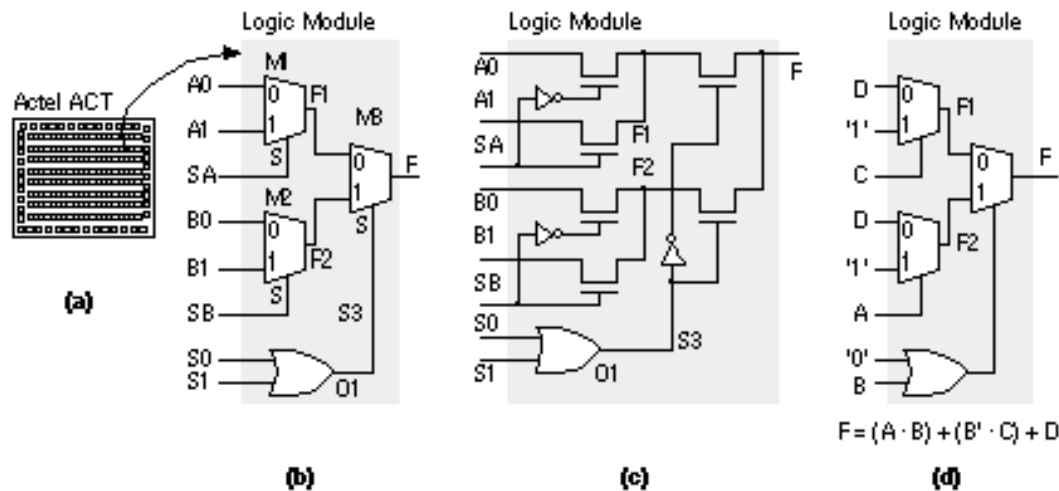 Actel ACT
(a)
Logic Module
M1
A0
0
F1
A1
1
M3
S
SA
0
F
M2
1
B0
0
S
B1
1
F2
S
SB
S3
S0
S1
O1
(b)
Logic Module
A0
F
A1
SA
F1
F2
B0
B1
SB
S0
S3
S1
O1
(c)
Logic Module
D
0
F1
'1'
1
C
0
F
1
D
0
F2
'1'
1
A
'0'
B
F = (A · B) + (B' · C) + D
(d)